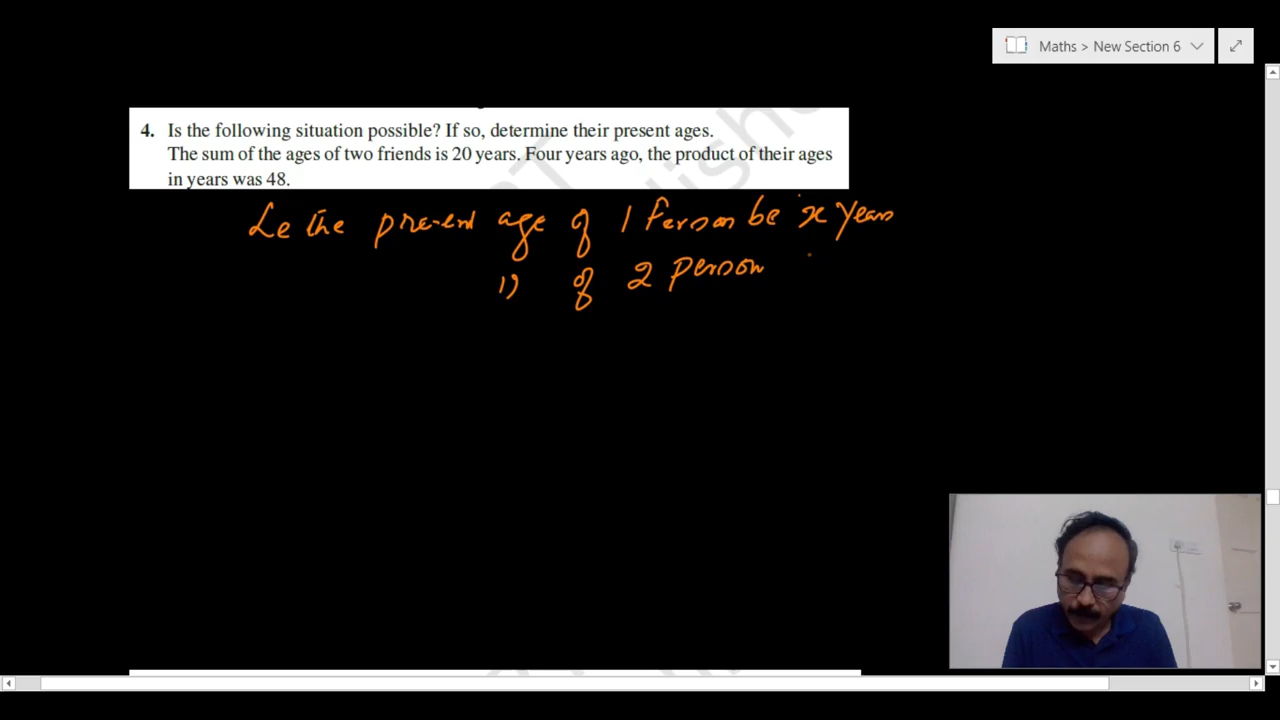 Maths > New Section 6
4. Is the following situation possible? If so, determine their present ages.
The sum of the ages of two friends is 20 years. Four years ago, the product of their ages
in years was 48.
Le the present age of 1 Person be x years
1) of 2 person